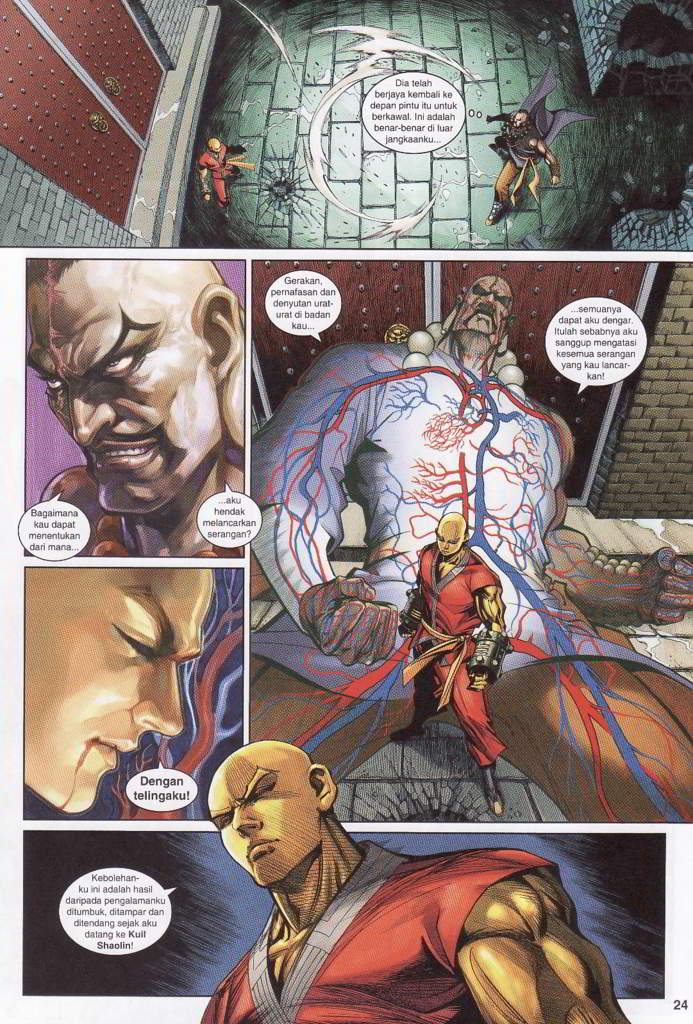 Dia telah
berjaya kembali ke
depan pintu itu untuk
berkawal. Ini adalah
benar-benar di luar
jangkaanku...
Bagaimana
kau dapat
menentukan
dari mana...
...aku
hendak
melancarkan
serangan?
Dengan
telingaku!
Gerakan,
pernafasan dan
denyutan urat-
urat di badan
kau...
...semuanya
dapat aku dengar.
Itulah sebabnya aku
sanggup mengatasi
kesemua serangan
yang kau lancar-
kan!
Kebolehan-
ku ini adalah hasil
daripada pengalamanku
ditumbuk, ditampar dan
ditendang sejak aku
datang ke Kuil
Shaolin!
24